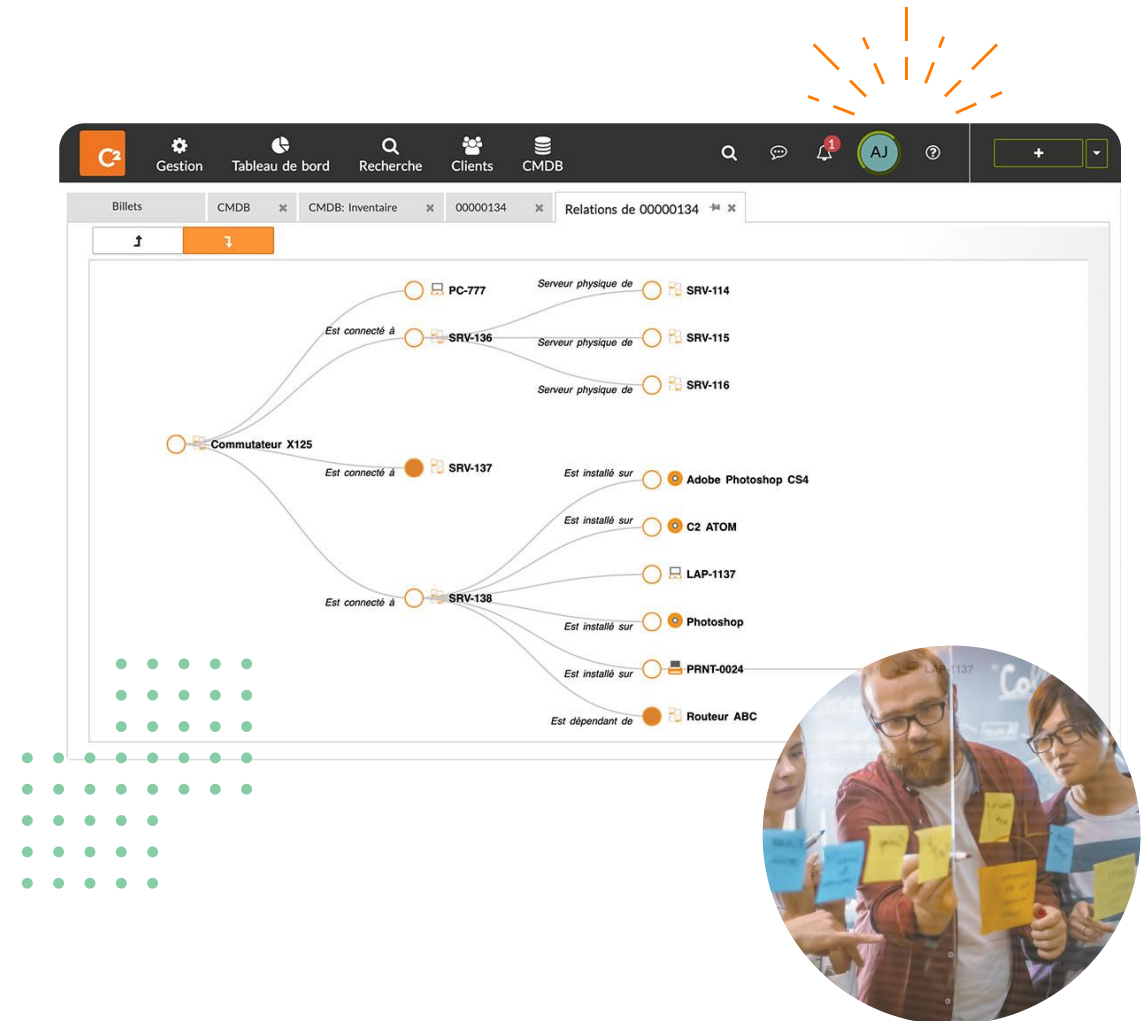 C2
Gestion
Tableau de bord
Recherche
Clients
CMDB
1
AJ
+
Billets
CMDB
CMDB: Inventaire
00000134
Relations de 00000134
PC-777
Serveur physique de
SRV-114
Est connecté à
SRV-136
Serveur physique de
SRV-115
Serveur physique de
SRV-116
Commutateur X125
Est connecté à
SRV-137
Est installé sur
Adobe Photoshop CS4
Est installé sur
C2 ATOM
LAP-1137
Est connecté à
SRV-138
Est installé sur
Photoshop
Est installé sur
PRNT-0024
LAP-1137
Est dépendant de
Routeur ABC